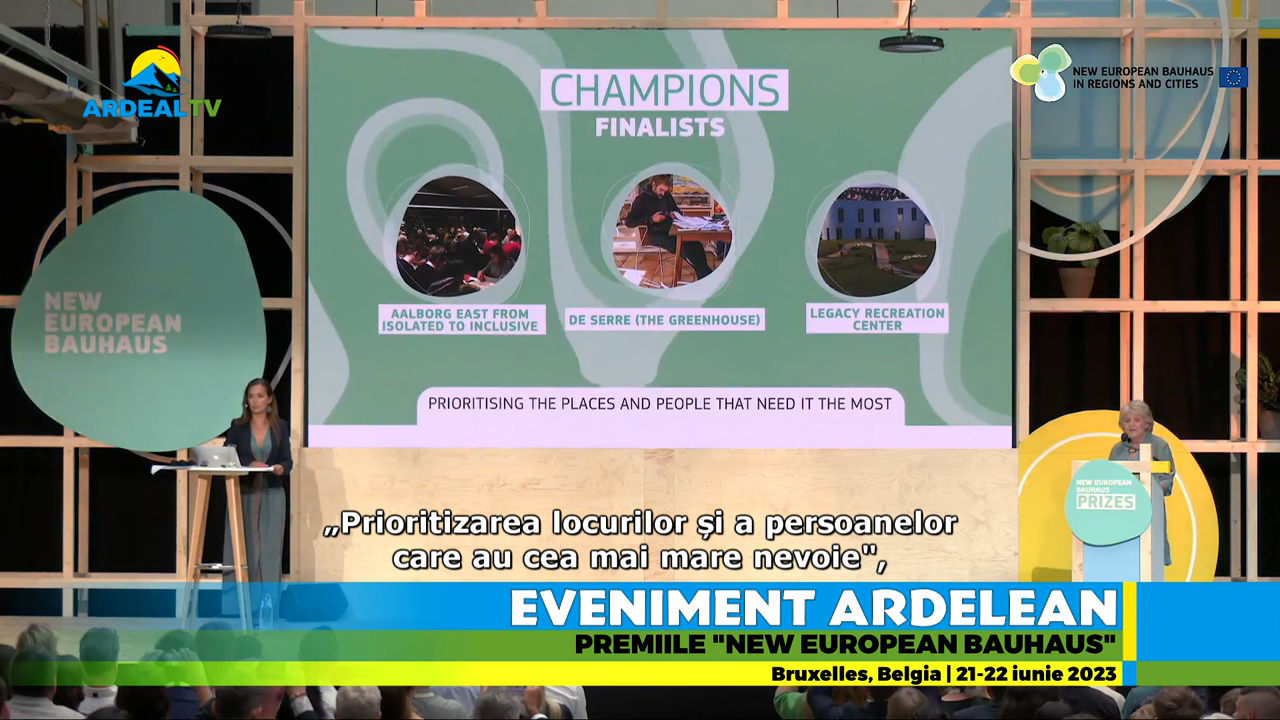 ARDEAL TV
NEW EUROPEAN BAUHAUS
IN REGIONS AND CITIES
CHAMPIONS
FINALISTS
AALBORG EAST FROM
ISOLATED TO INCLUSIVE
DE SERRE (THE GREENHOUSE)
LEGACY RECREATION
CENTER
PRIORITISING THE PLACES AND PEOPLE THAT NEED IT THE MOST
NEW
EUROPEAN
BAUHAUS
NEW EUROPEAN
BAUHAUS
PRIZES
„Prioritizarea locurilor și a persoanelor
care au cea mai mare nevoie",
EVENIMENT ARDELEAN
PREMIILE "NEW EUROPEAN BAUHAUS"
Bruxelles, Belgia | 21-22 iunie 2023